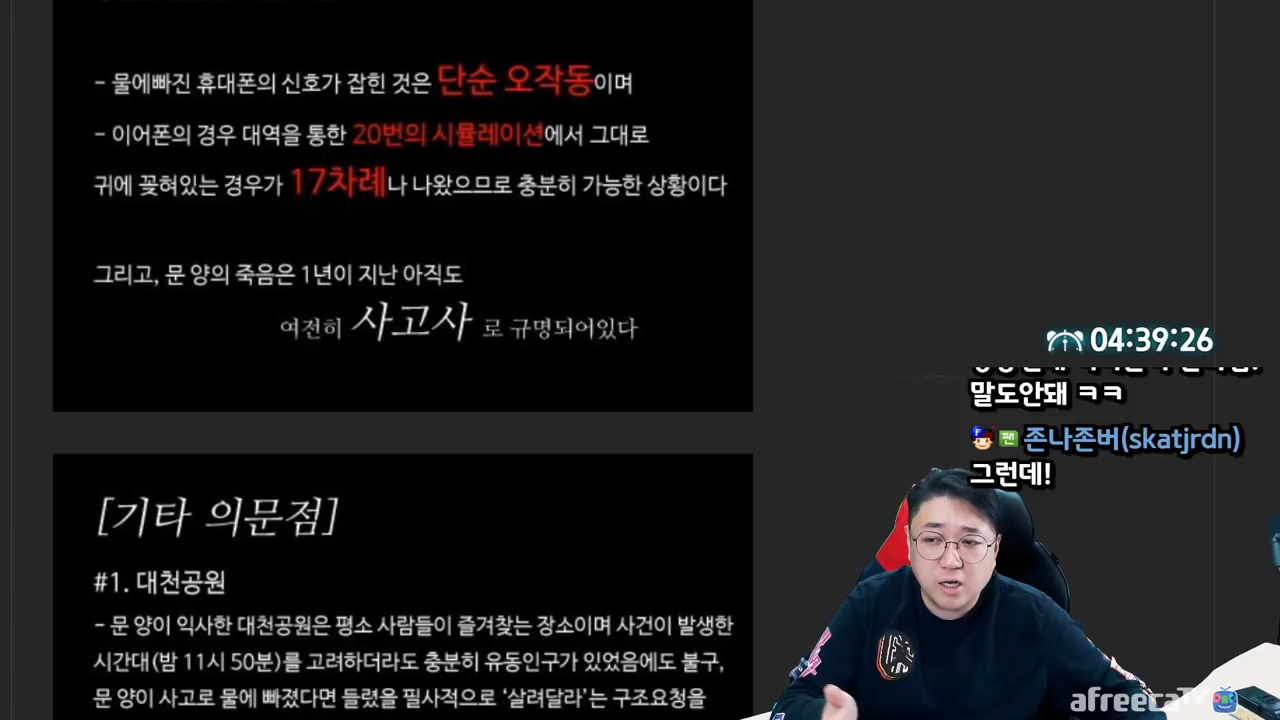 - 물에빠진 휴대폰의 신호가 잡힌 것은 단순 오작동이며
- 이어폰의 경우 대역을 통한 20번의 시뮬레이션에서 그대로
귀에 꽂혀있는 경우가 17차례나 나왔으므로 충분히 가능한 상황이다
그리고, 문 양의 죽음은 1년이 지난 아직도
여전히 사고사 로 규명되어있다
[기타 의문점]
#1. 대천공원
- 문 양이 익사한 대천공원은 평소 사람들이 즐겨찾는 장소이며 사건이 발생한
시간대(밤 11시 50분)를 고려하더라도 충분히 유동인구가 있었음에도 불구,
문 양이 사고로 물에 빠졌다면 들렸을 필사적으로 '살려달라'는 구조요청을
04:39:26
말도안돼 ㅋㅋ
F 팬 존나존버(skatjrdn)
그런데!
afreecaTV